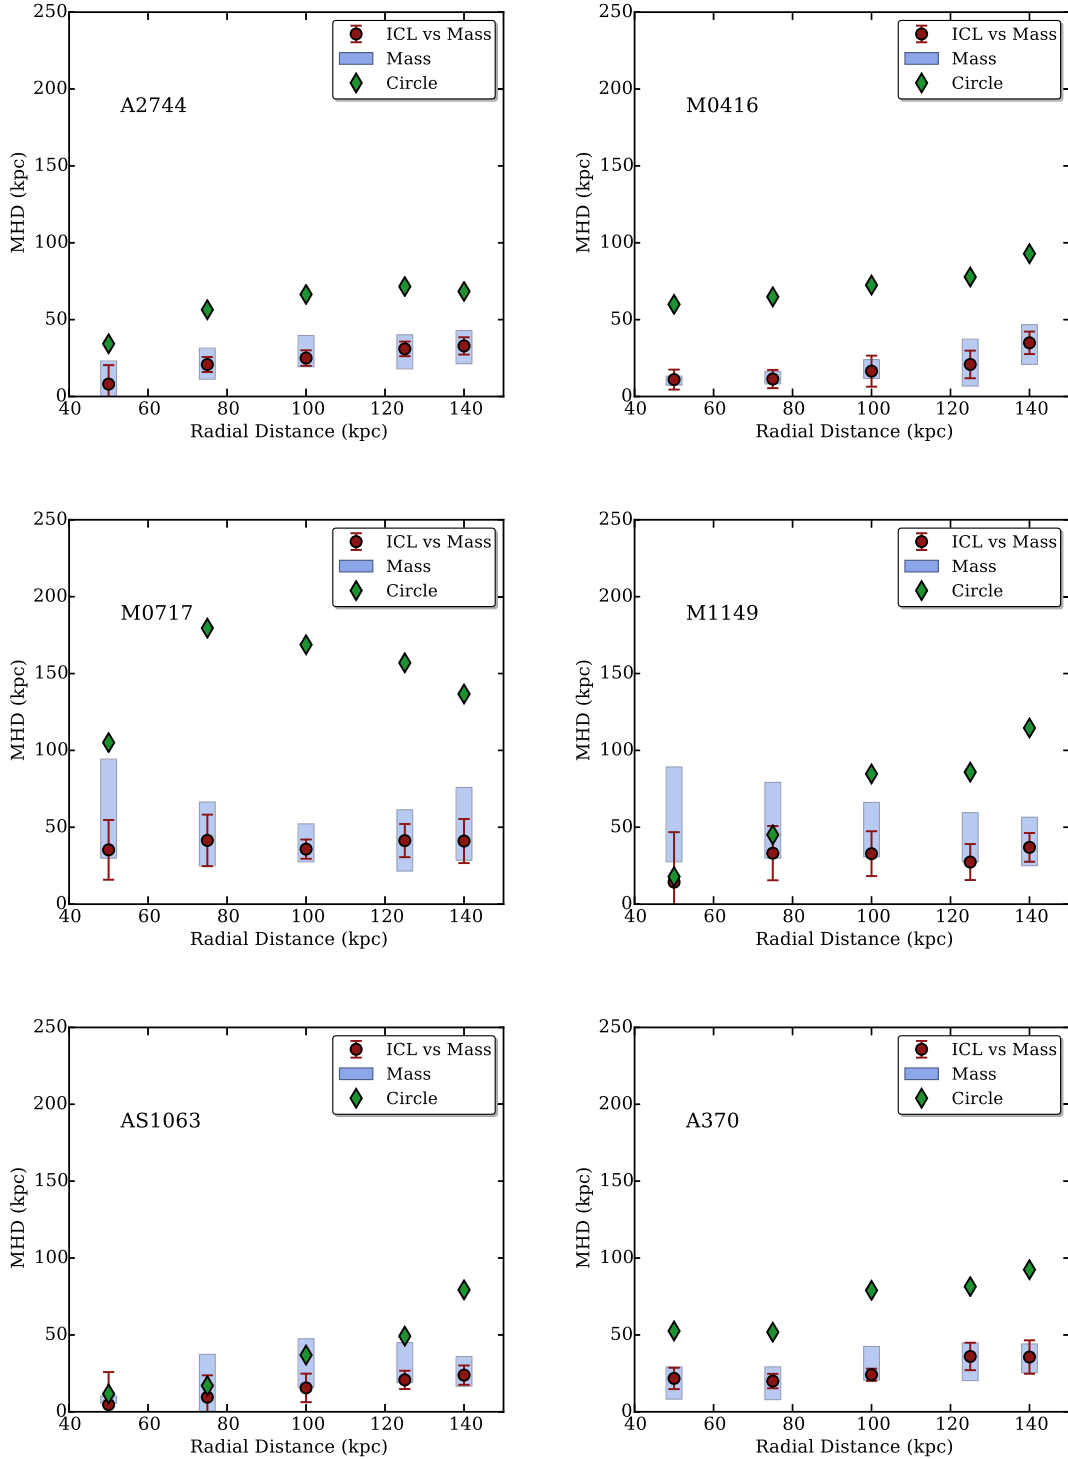 250
200
150
100
50
0
MHD (kpc)
A2744
ICL vs Mass
Mass
Circle
40 60 80 100 120 140
Radial Distance (kpc)
250
200
150
100
50
0
MHD (kpc)
M0416
ICL vs Mass
Mass
Circle
40 60 80 100 120 140
Radial Distance (kpc)
250
200
150
100
50
0
MHD (kpc)
M0717
ICL vs Mass
Mass
Circle
40 60 80 100 120 140
Radial Distance (kpc)
250
200
150
100
50
0
MHD (kpc)
M1149
ICL vs Mass
Mass
Circle
40 60 80 100 120 140
Radial Distance (kpc)
250
200
150
100
50
0
MHD (kpc)
AS1063
ICL vs Mass
Mass
Circle
40 60 80 100 120 140
Radial Distance (kpc)
250
200
150
100
50
0
MHD (kpc)
A370
ICL vs Mass
Mass
Circle
40 60 80 100 120 140
Radial Distance (kpc)